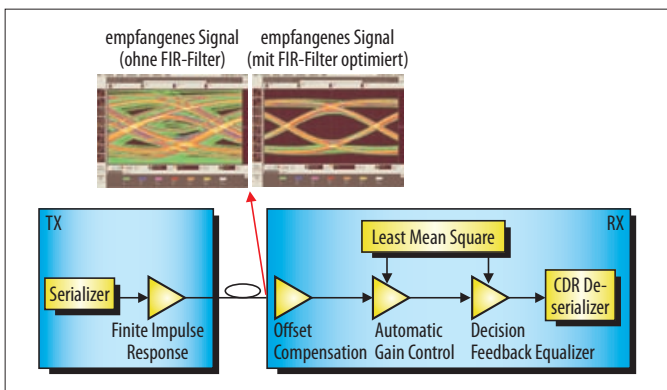 empfangenes Signal
(ohne FIR-Filter)
empfangenes Signal
(mit FIR-Filter optimiert)
TX
RX
Least Mean Square
Serializer
CDR De-
serializer
Finite Impulse
Response
Offset
Compensation
Automatic
Gain Control
Decision
Feedback Equalizer